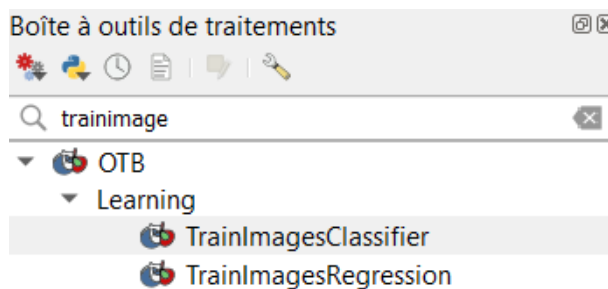 Boîte à outils de traitements
trainimage
OTB
Learning
TrainImagesClassifier
TrainImagesRegression